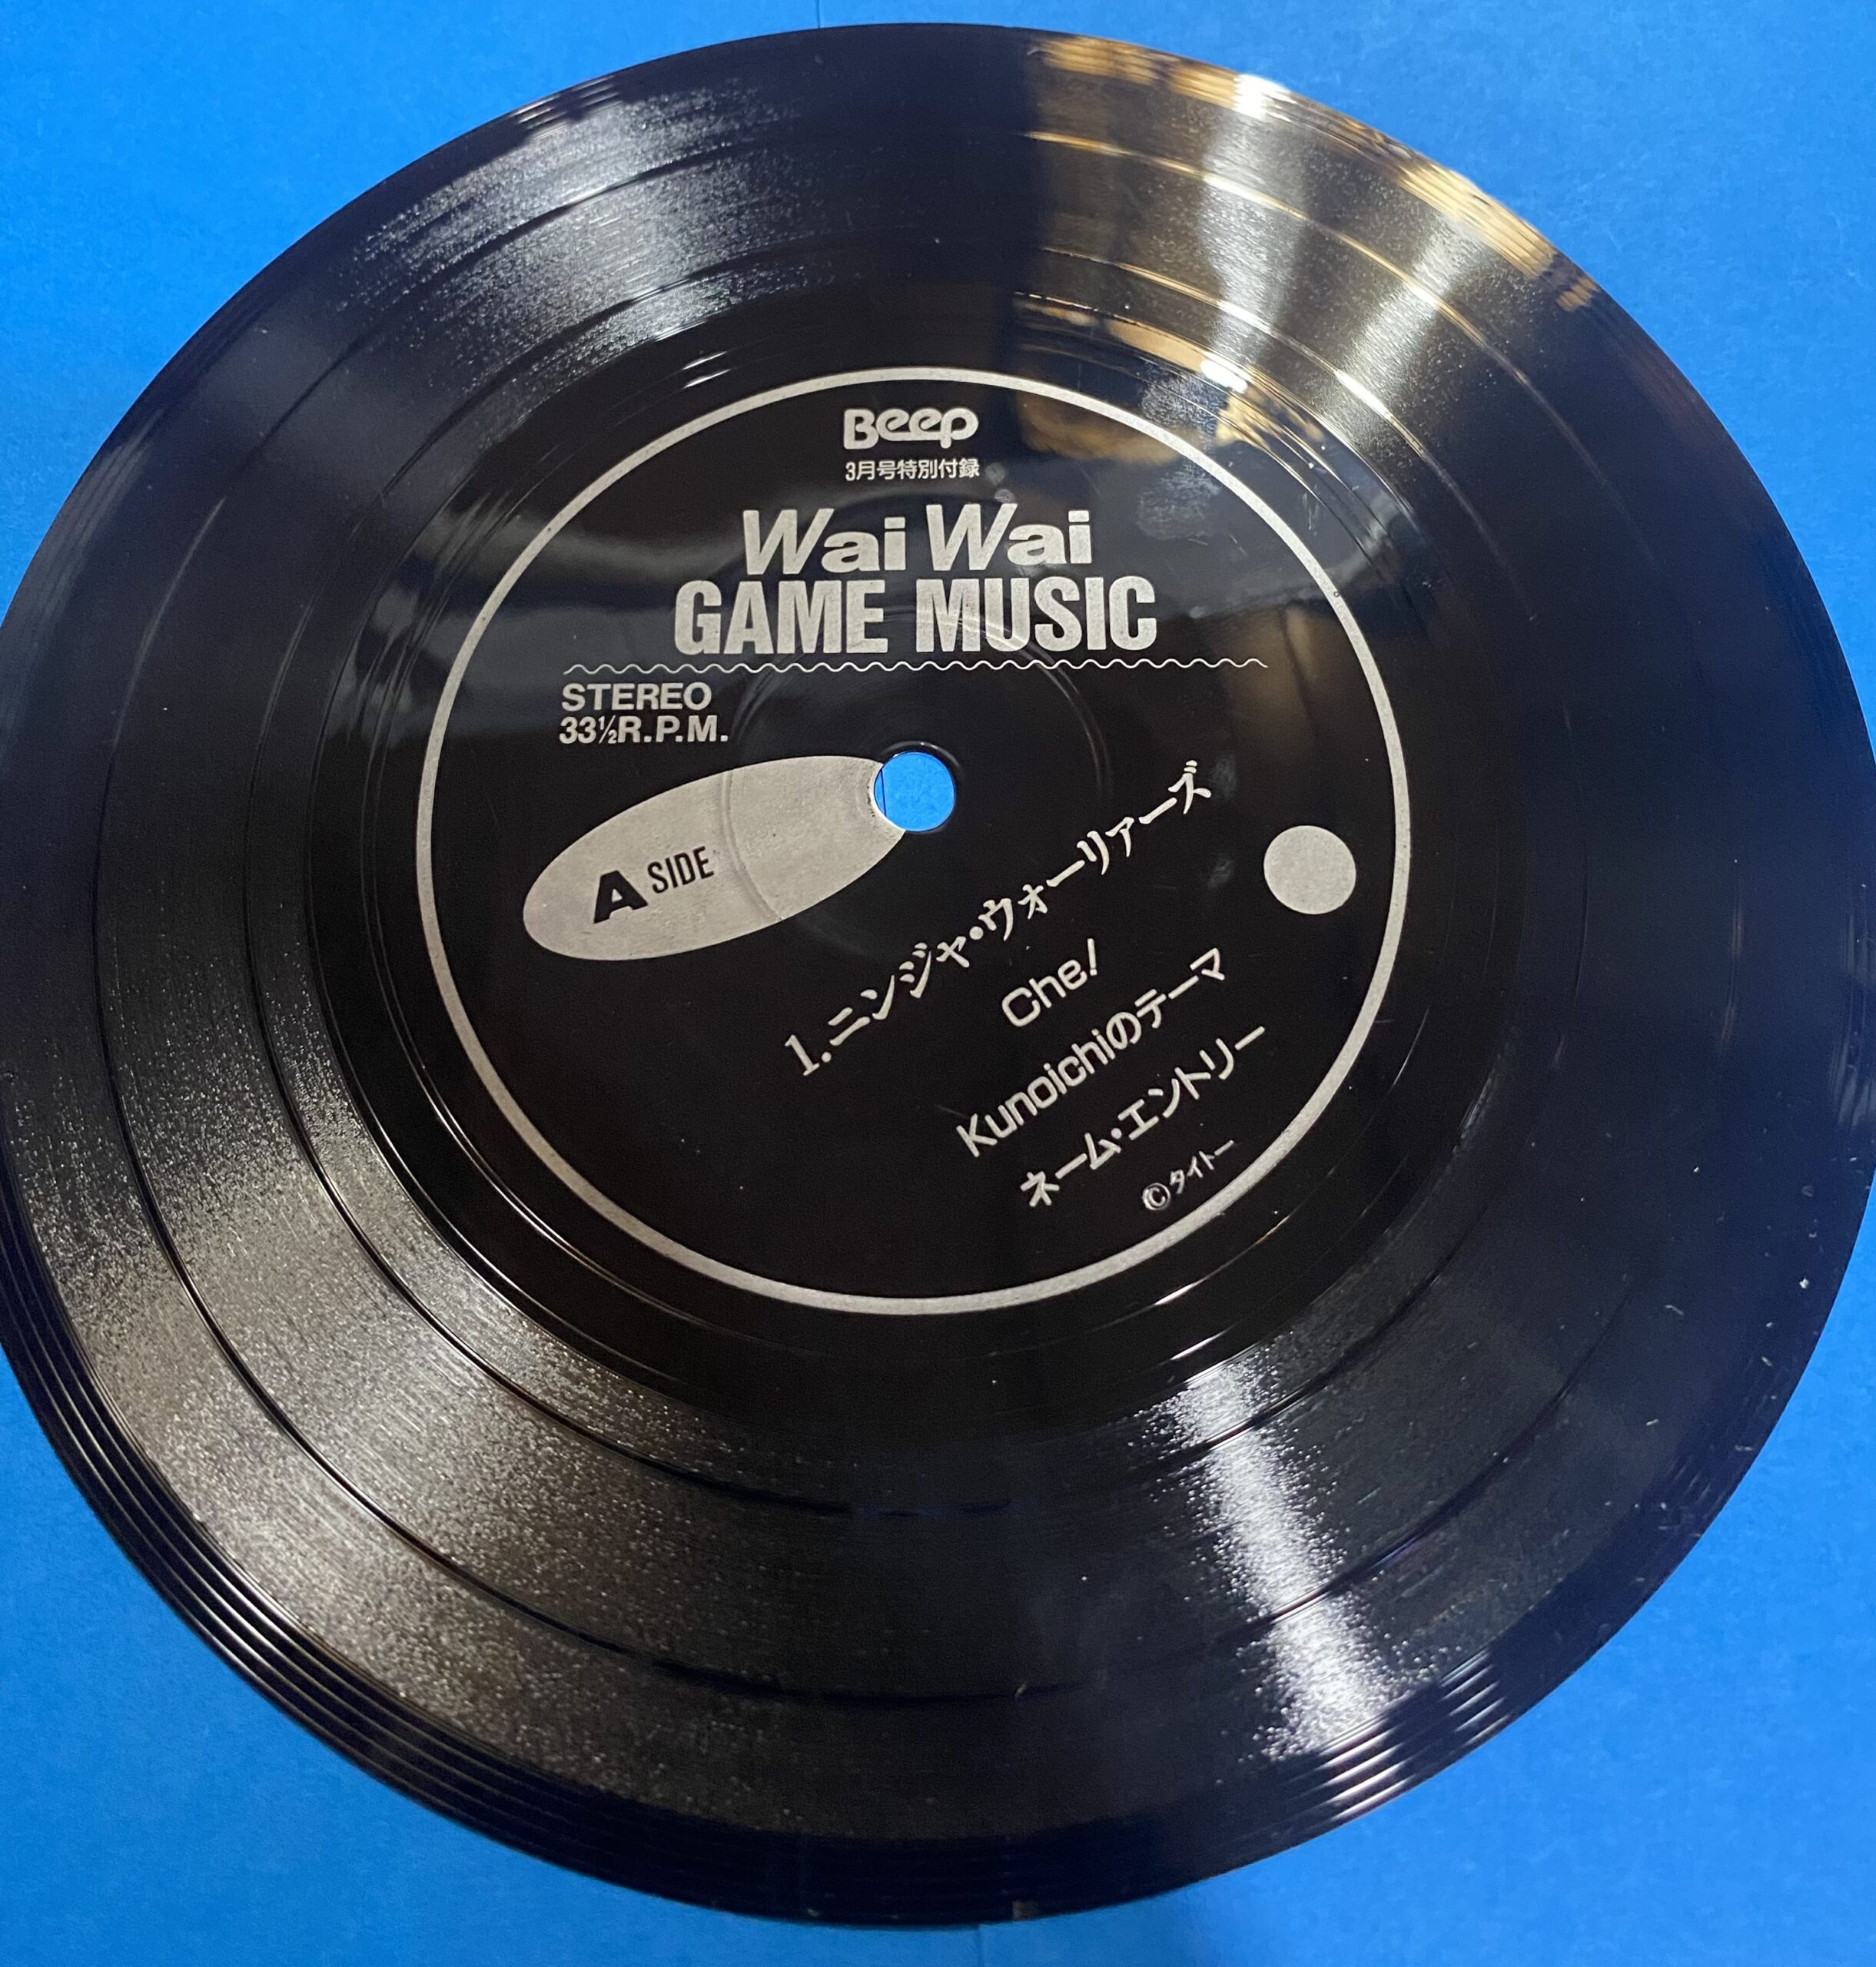 Beep
3月号特別付録
Wai Wai
GAME MUSIC
STEREO
33½R.P.M.
A SIDE
1.ニンジャ•ウォーリァーズ
Che!
Kunoichiのテーマ
ネーム•エントリー
©タイトー